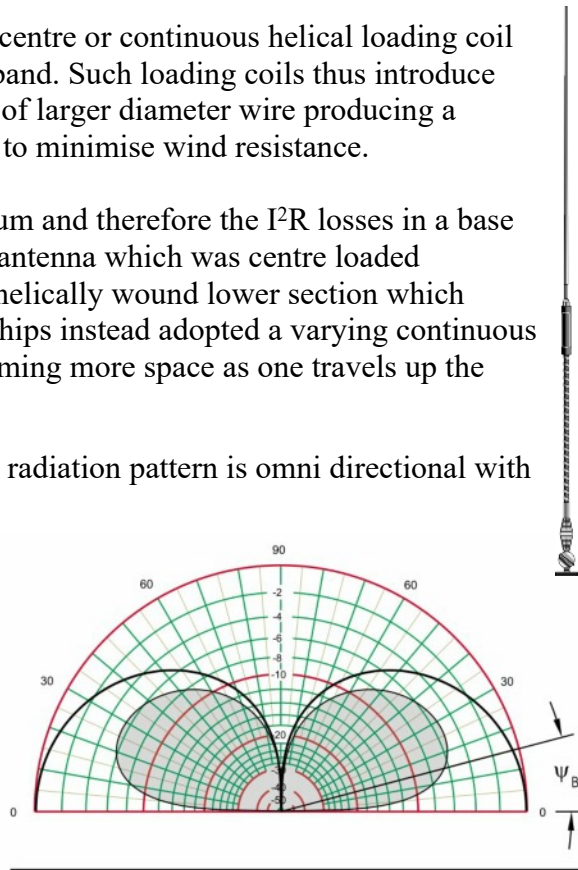 centre or continuous helical loading coil
band. Such loading coils thus introduce
of larger diameter wire producing a
to minimise wind resistance.
um and therefore the I²R losses in a base
antenna which was centre loaded
helically wound lower section which
hips instead adopted a varying continuous
ming more space as one travels up the
radiation pattern is omni directional with
90
60 60
-2
-4
-6
-8
-10
30 30
20
ψB
0 0